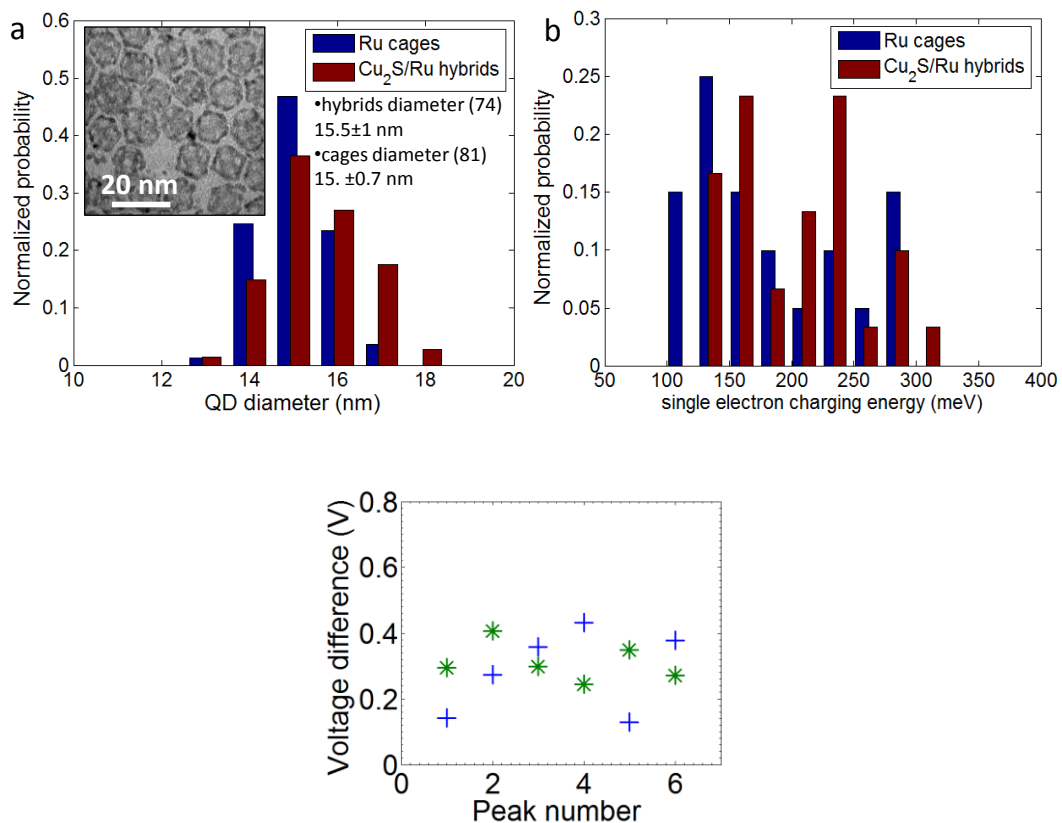 a
0.6
0.5
0.4
0.3
0.2
0.1
0
Normalized probability
10
12
14
16
18
20
QD diameter (nm)
20 nm
Ru cages
Cu₂S/Ru hybrids
•hybrids diameter (74)
15.5±1 nm
•cages diameter (81)
15. ±0.7 nm
b
0.3
0.25
0.2
0.15
0.1
0.05
0
Normalized probability
50
100
150
200
250
300
350
400
single electron charging energy (meV)
Ru cages
Cu₂S/Ru hybrids
0.8
0.6
0.4
0.2
0
Voltage difference (V)
0
2
4
6
Peak number